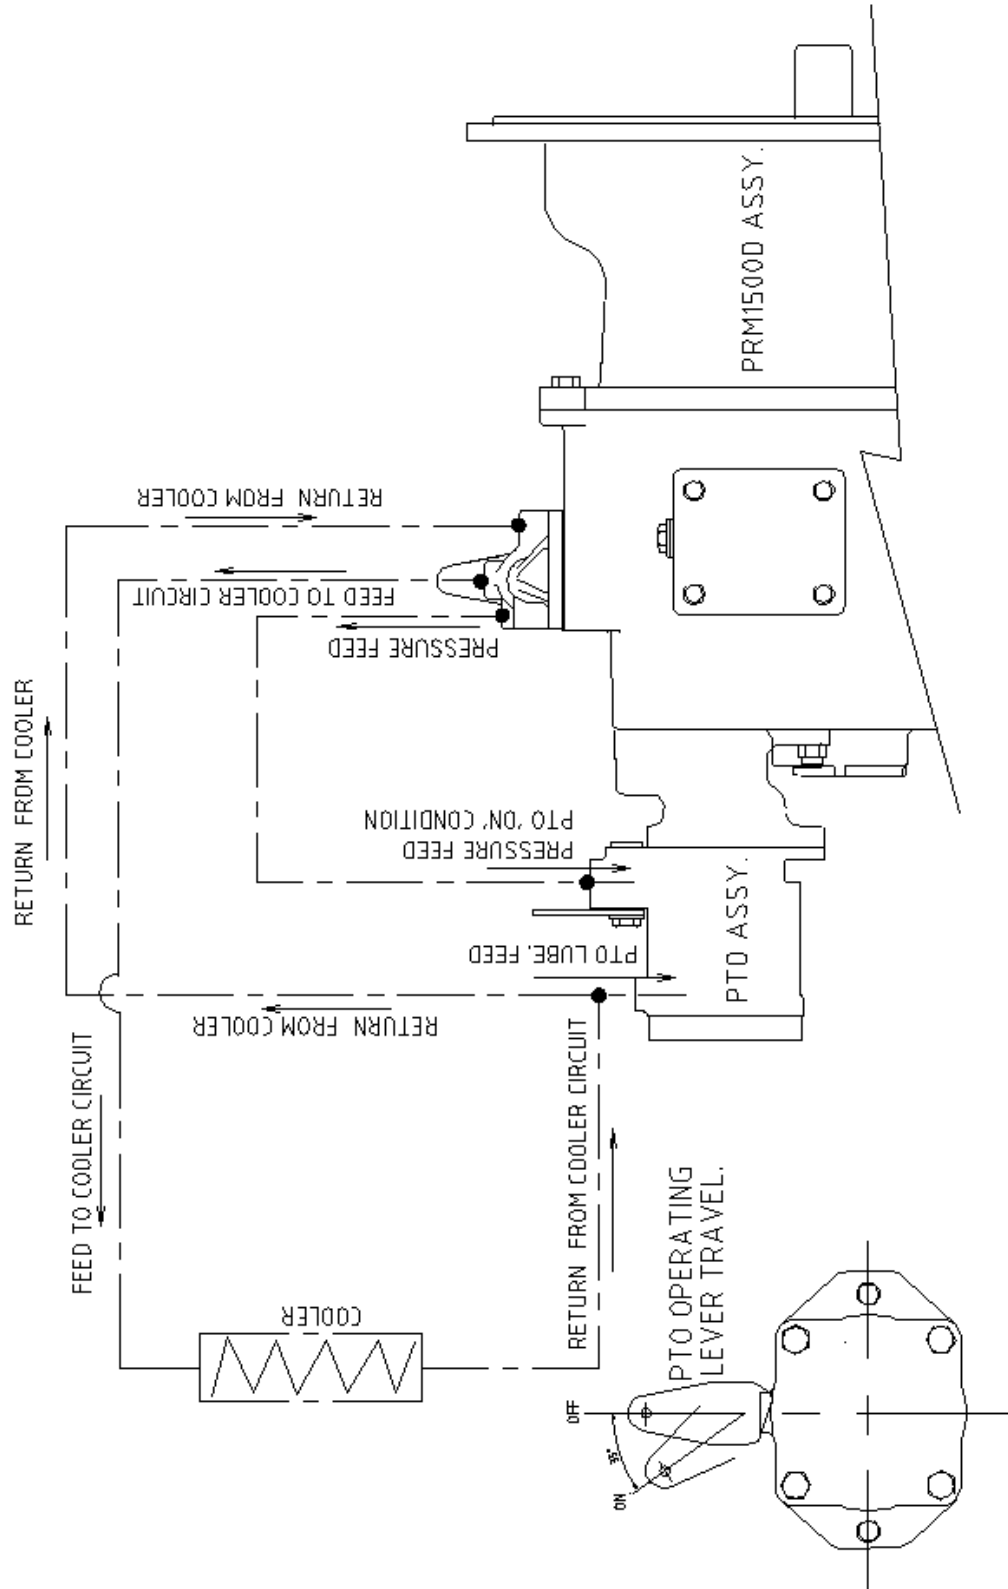 RETURN FROM COOLER
FEED TO COOLER CIRCUIT
PRESSURE FEED
RETURN FROM COOLER
PRM1500D ASSY.
PRESSURE FEED
PTO 'ON' CONDITION
PTO LUBE. FEED
RETURN FROM COOLER
PTO ASSY.
FEED TO COOLER CIRCUIT
COOLER
RETURN FROM COOLER CIRCUIT
PTO OPERATING
LEVER TRAVEL.
OFF
35°
ON